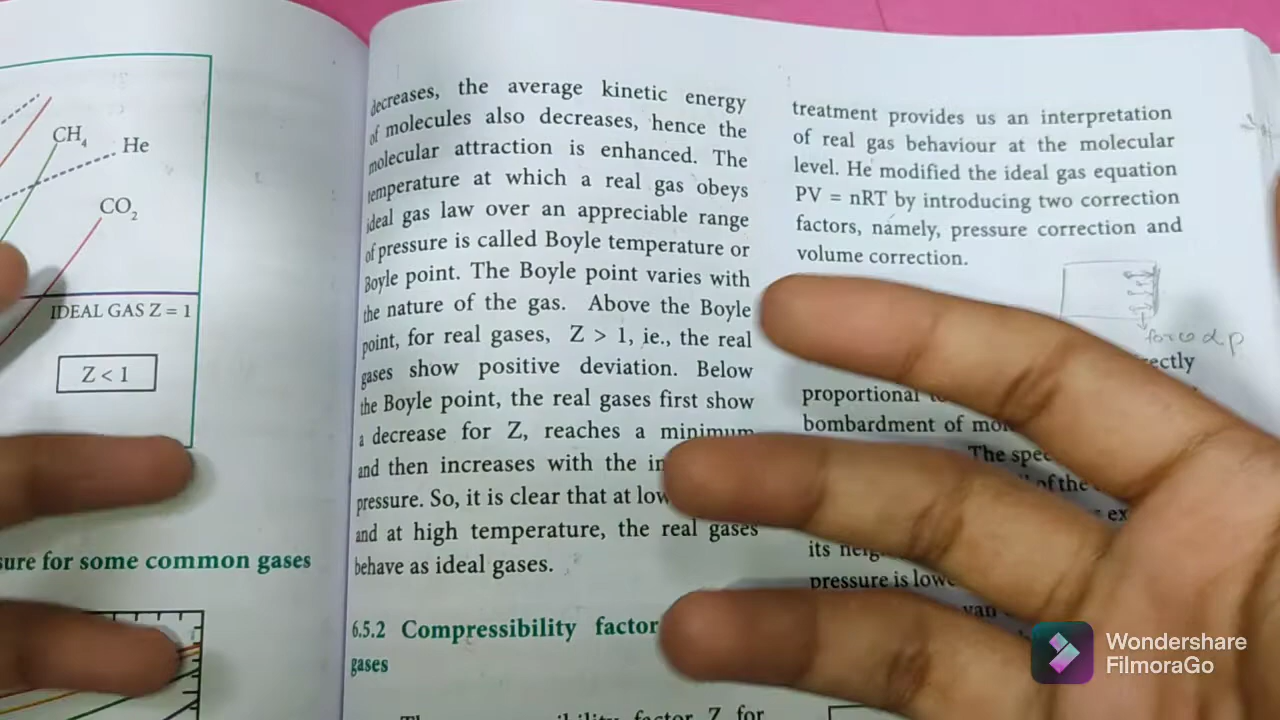 CH4
He
CO2
IDEAL GAS Z = 1
Z < 1
sure for some common gases
decreases, the average kinetic energy
of molecules also decreases, hence the
molecular attraction is enhanced. The
temperature at which a real gas obeys
ideal gas law over an appreciable range
of pressure is called Boyle temperature or
Boyle point. The Boyle point varies with
the nature of the gas. Above the Boyle
point, for real gases, Z > 1, ie., the real
gases show positive deviation. Below
the Boyle point, the real gases first show
a decrease for Z, reaches a minimum
and then increases with the in
pressure. So, it is clear that at low
and at high temperature, the real gases
behave as ideal gases.
6.5.2 Compressibility factor
gases
factor Z for
treatment provides us an interpretation
of real gas behaviour at the molecular
level. He modified the ideal gas equation
PV = nRT by introducing two correction
factors, namely, pressure correction and
volume correction.
force α p
ectly
proportional
bombardment of
The
of the
its
pressure is
van
Wondershare
FilmoraGo